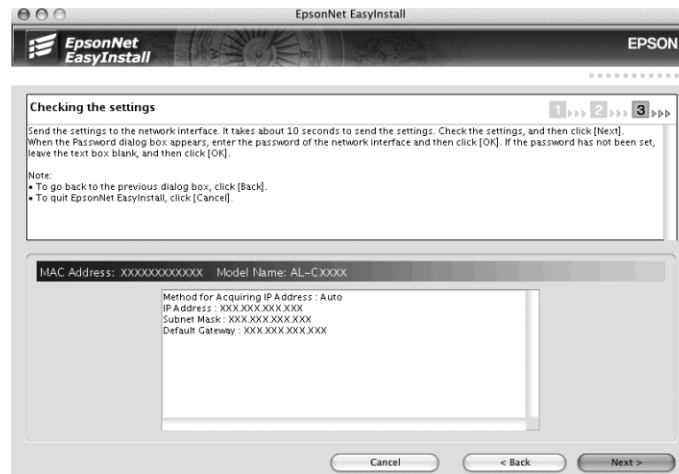 EpsonNet EasyInstall
EpsonNet
EasyInstall
EPSON
Checking the settings
1 2 3
Send the settings to the network interface. It takes about 10 seconds to send the settings. Check the settings, and then click [Next].
When the Password dialog box appears, enter the password of the network interface and then click [OK]. If the password has not been set,
leave the text box blank, and then click [OK].
Note:
• To go back to the previous dialog box, click [Back].
• To quit EpsonNet EasyInstall, click [Cancel].
MAC Address: XXXXXXXXXXXX Model Name: AL-CXXXX
Method for Acquiring IP Address : Auto
IP Address : XXX.XXX.XXX.XXX
Subnet Mask : XXX.XXX.XXX.XXX
Default Gateway : XXX.XXX.XXX.XXX
Cancel < Back Next >